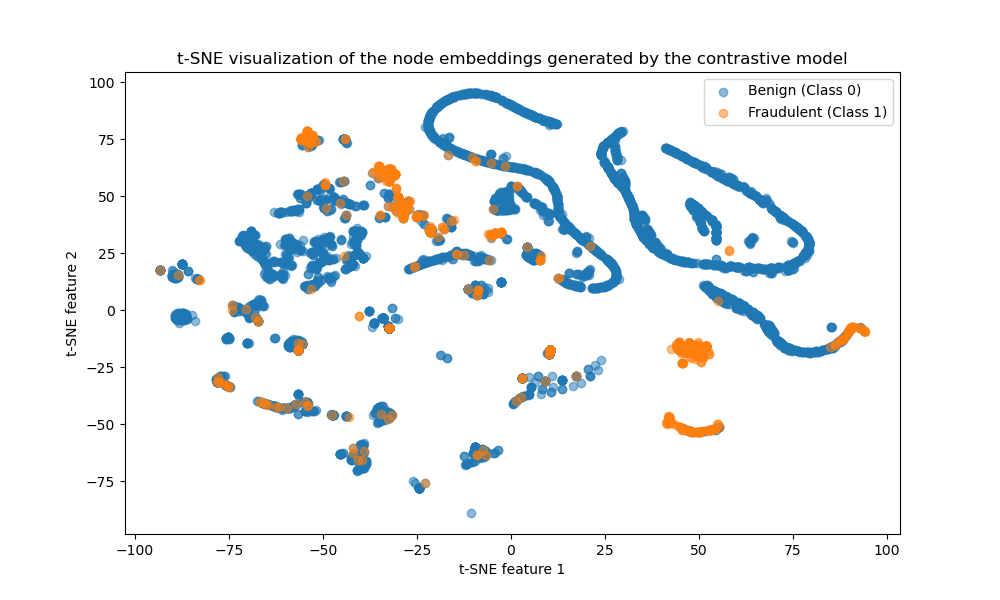 t-SNE visualization of the node embeddings generated by the contrastive model
Benign (Class 0)
Fraudulent (Class 1)
100
75
50
25
0
−25
−50
−75
t-SNE feature 2
−100 −75 −50 −25 0 25 50 75 100
t-SNE feature 1